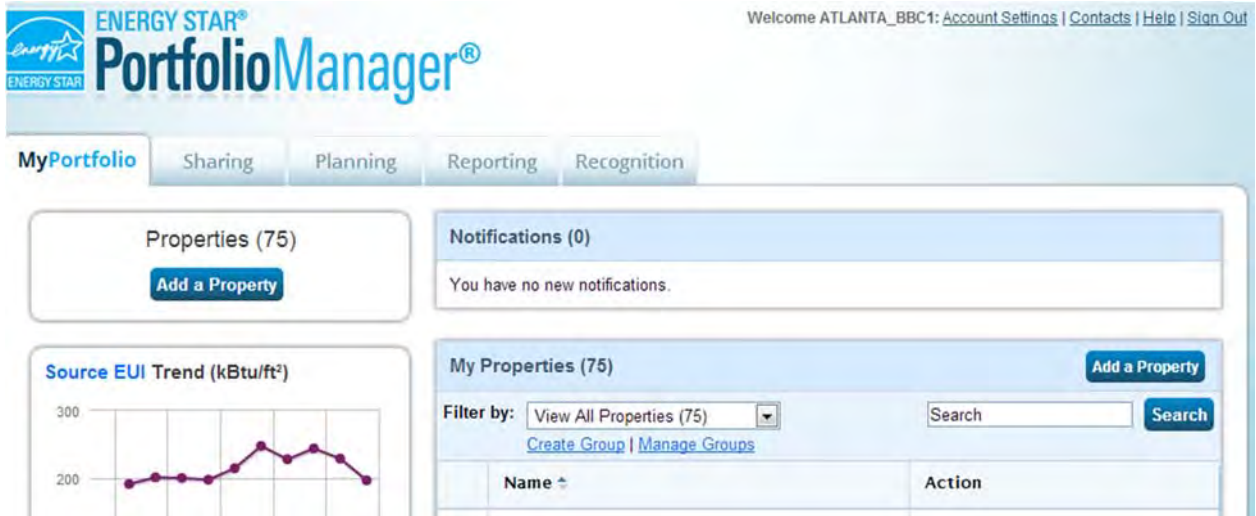 ENERGY STAR®
PortfolioManager®
energy
ENERGY STAR
Welcome ATLANTA_BBC1: Account Settings | Contacts | Help | Sign Out
MyPortfolio Sharing Planning Reporting Recognition
Properties (75)
Add a Property
Source EUI Trend (kBtu/ft²)
300
200
Notifications (0)
You have no new notifications.
My Properties (75) Add a Property
Filter by: View All Properties (75) Search Search
Create Group | Manage Groups
Name Action